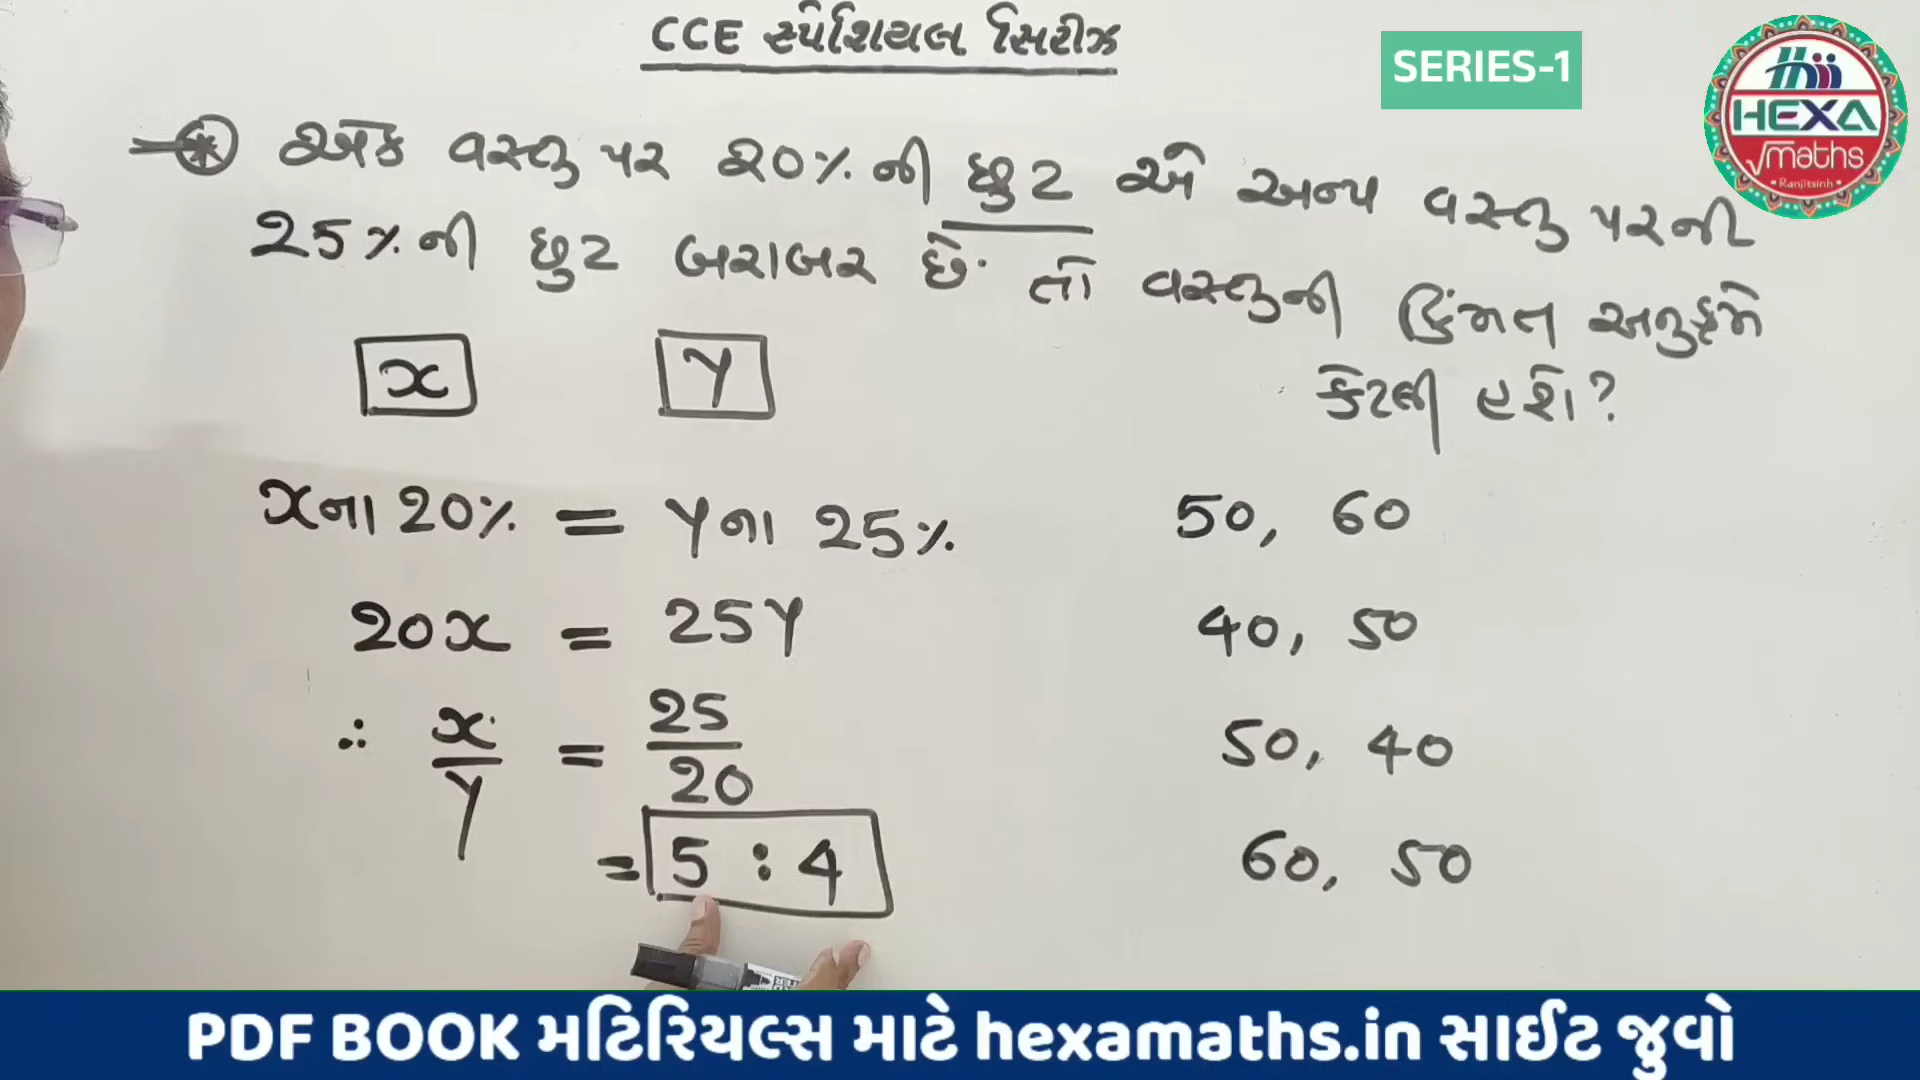 CCE સ્પેશિયલ સિરીઝ
SERIES-1
HEXA
√maths
Ranjitsinh
એક વસ્તુ પર 20% ની છુટ એ અન્ય વસ્તુ પરની
25% ની છુટ બરાબર છે. તો વસ્તુની કિંમત અનુક્રમે
કેટલી હશે?
x y
xના 20% = yના 25%
20x = 25y
∴ x/y = 25/20
= 5 : 4
50, 60
40, 50
50, 40
60, 50
PDF BOOK મટિરિયલ્સ માટે hexamaths.in સાઈટ જુવો